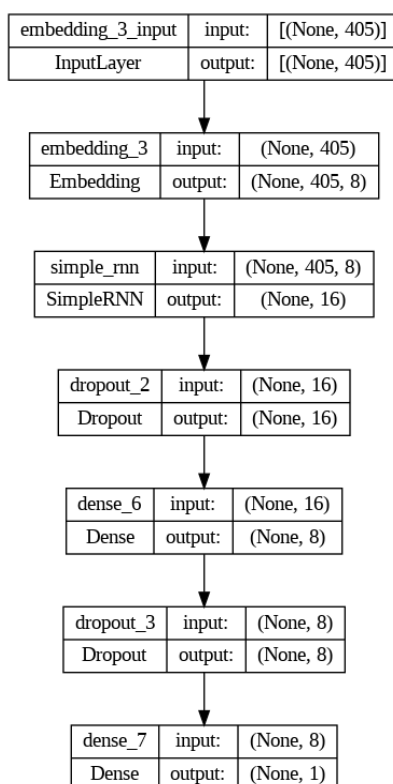 embedding_3_input input: [(None, 405)]
InputLayer output: [(None, 405)]
embedding_3 input: (None, 405)
Embedding output: (None, 405, 8)
simple_rnn input: (None, 405, 8)
SimpleRNN output: (None, 16)
dropout_2 input: (None, 16)
Dropout output: (None, 16)
dense_6 input: (None, 16)
Dense output: (None, 8)
dropout_3 input: (None, 8)
Dropout output: (None, 8)
dense_7 input: (None, 8)
Dense output: (None, 1)